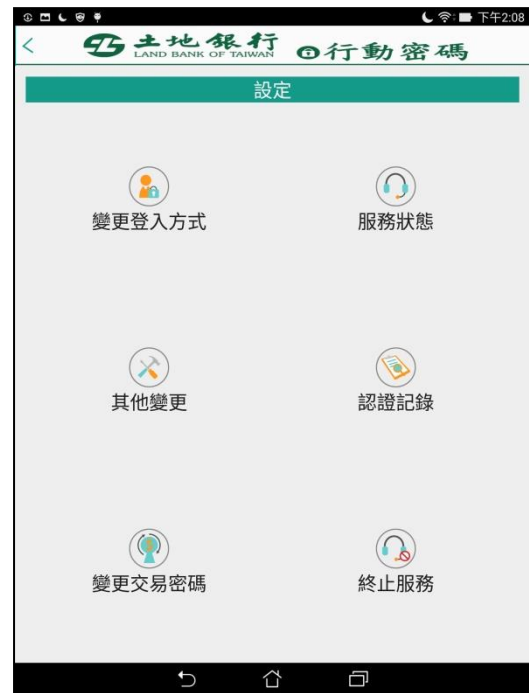 下午2:08
土地銀行 行動密碼
LAND BANK OF TAIWAN
設定
變更登入方式 服務狀態
其他變更 認證記錄
變更交易密碼 終止服務